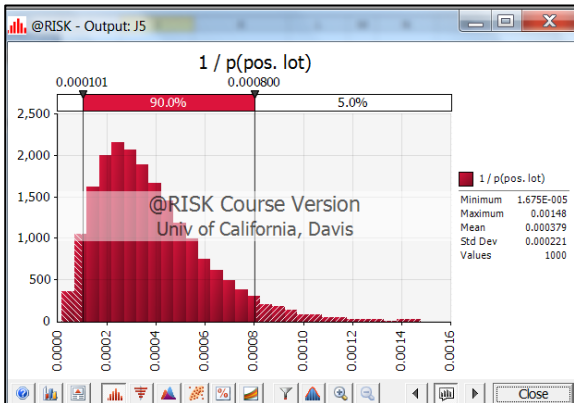 @RISK - Output: J5
1 / p(pos. lot)
0.000101 0.000800
90.0% 5.0%
2,500
2,000
1,500
1,000
500
0
@RISK Course Version
Univ of California, Davis
0.0000
0.0002
0.0004
0.0006
0.0008
0.0010
0.0012
0.0014
0.0016
1 / p(pos. lot)
Minimum 1.675E-005
Maximum 0.00148
Mean 0.000379
Std Dev 0.000221
Values 1000
Close